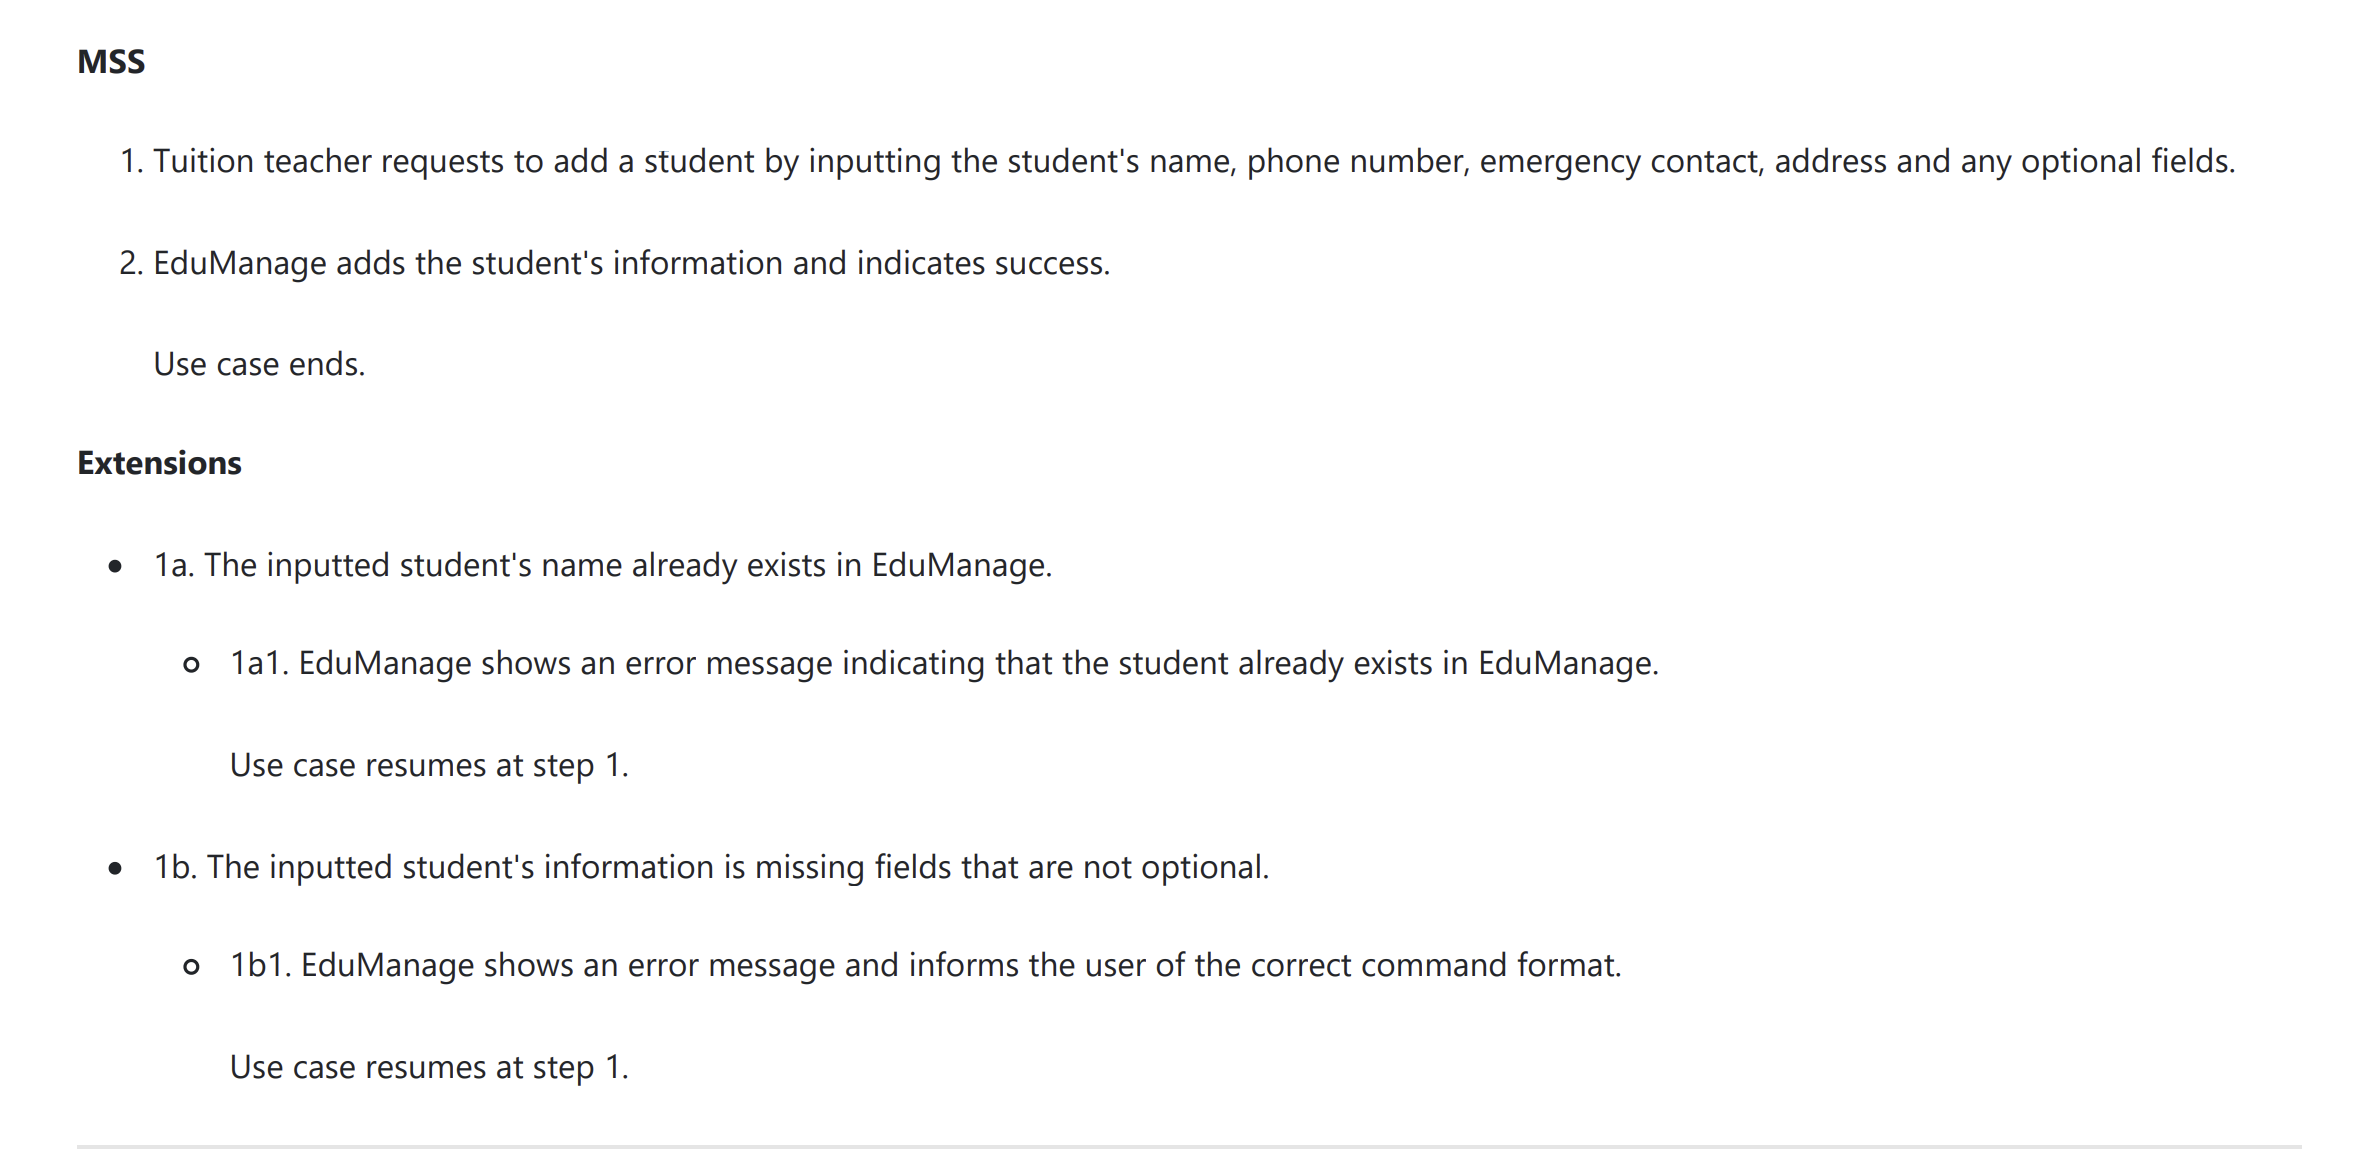 MSS
1. Tuition teacher requests to add a student by inputting the student's name, phone number, emergency contact, address and any optional fields.
2. EduManage adds the student's information and indicates success.
Use case ends.
Extensions
• 1a. The inputted student's name already exists in EduManage.
○ 1a1. EduManage shows an error message indicating that the student already exists in EduManage.
Use case resumes at step 1.
• 1b. The inputted student's information is missing fields that are not optional.
○ 1b1. EduManage shows an error message and informs the user of the correct command format.
Use case resumes at step 1.